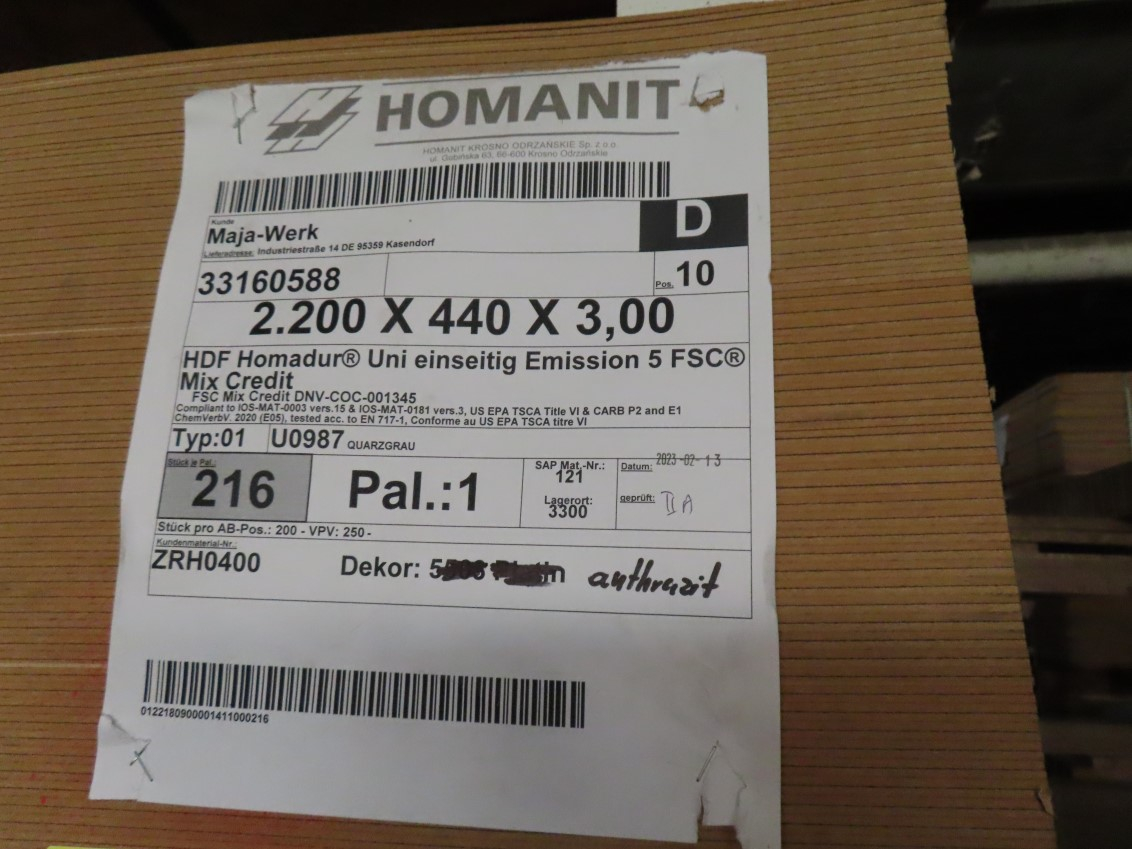 HOMANIT
HOMANIT KROSNO ODRZAŃSKIE Sp. z o.o.
ul. Gubińska 63, 66-600 Krosno Odrzańskie
Kunde
Maja-Werk
D
Lieferadresse: Industriestraße 14 DE 95359 Kasendorf
33160588
Pos. 10
2.200 X 440 X 3,00
HDF Homadur® Uni einseitig Emission 5 FSC®
Mix Credit
FSC Mix Credit DNV-COC-001345
Compliant to IOS-MAT-0003 vers.15 & IOS-MAT-0181 vers.3, US EPA TSCA Title VI & CARB P2 and E1
ChemVerbV. 2020 (E05), tested acc. to EN 717-1, Conforme au US EPA TSCA titre VI
Typ:01 U0987 QUARZGRAU
Stück je Pal.:
216
Pal.:1
SAP Mat.-Nr.:
121
Lagerort:
3300
Datum: 2023-02-13
geprüft:
Stück pro AB-Pos.: 200 - VPV: 250 -
Kundenmaterial-Nr.:
ZRH0400
Dekor: anthrazit
0122180900001411000216